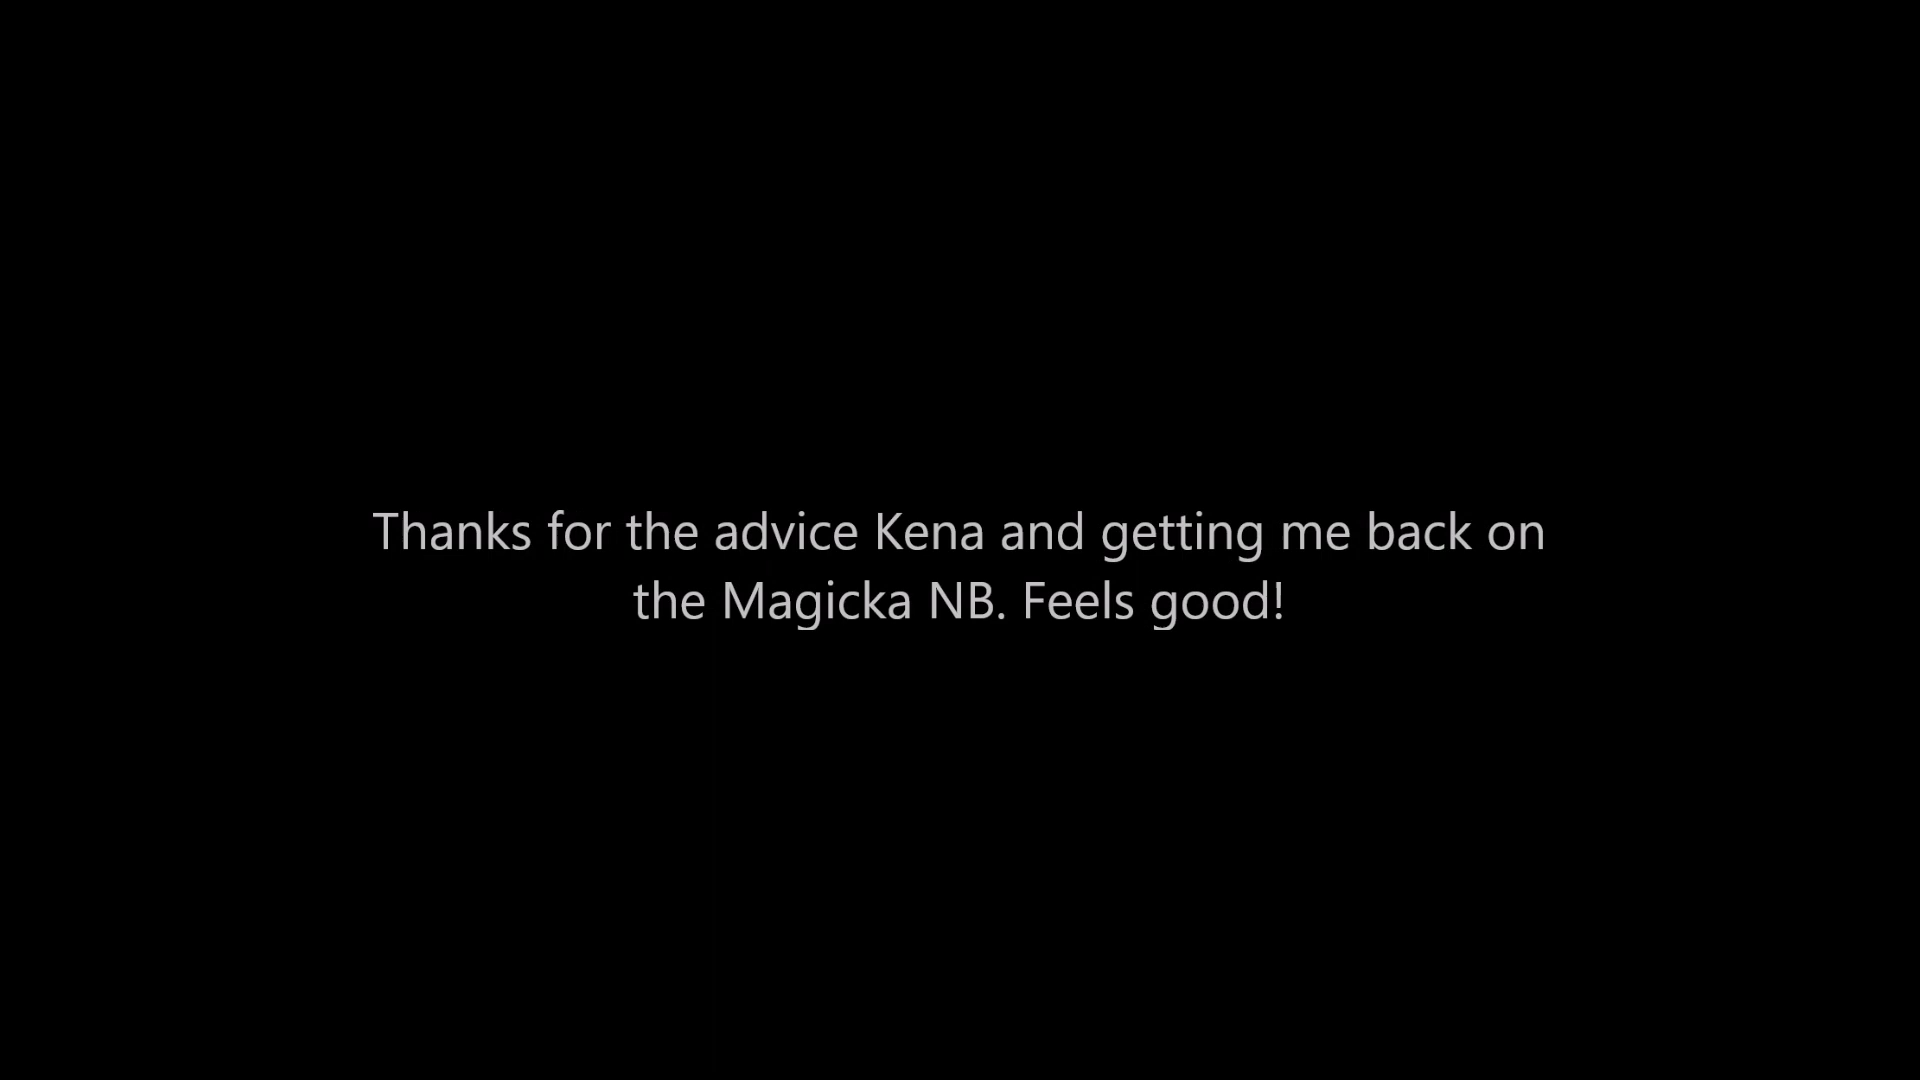 Thanks for the advice Kena and getting me back on
the Magicka NB. Feels good!